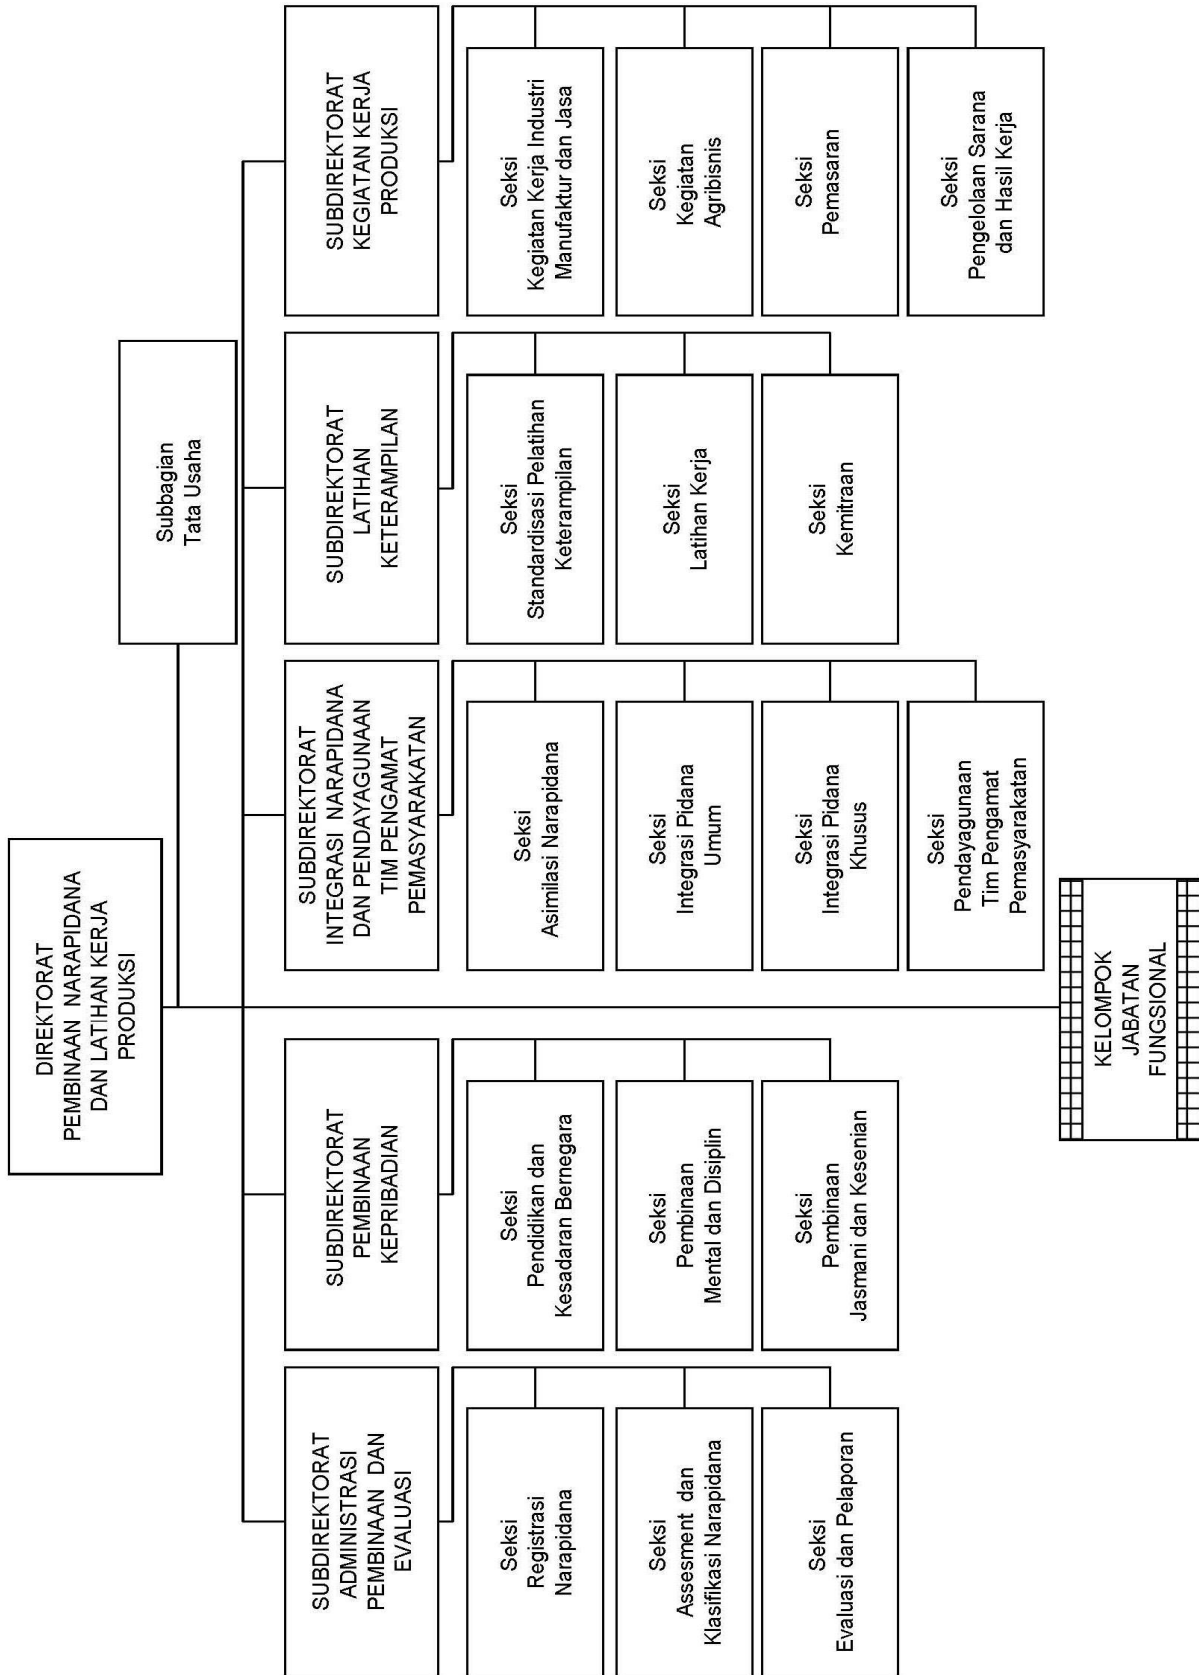 DIREKTORAT
PEMBINAAN NARAPIDANA
DAN LATIHAN KERJA
PRODUKSI
Subbagian
Tata Usaha
SUBDIREKTORAT
ADMINISTRASI
PEMBINAAN DAN
EVALUASI
Seksi
Registrasi
Narapidana
Seksi
Assesment dan
Klasifikasi Narapidana
Seksi
Evaluasi dan Pelaporan
SUBDIREKTORAT
PEMBINAAN
KEPRIBADIAN
Seksi
Pendidikan dan
Kesadaran Bernegara
Seksi
Pembinaan
Mental dan Disiplin
Seksi
Pembinaan
Jasmani dan Kesenian
SUBDIREKTORAT
INTEGRASI NARAPIDANA
DAN PENDAYAGUNAAN
TIM PENGAMAT
PEMASYARAKATAN
Seksi
Asimilasi Narapidana
Seksi
Integrasi Pidana
Umum
Seksi
Integrasi Pidana
Khusus
Seksi
Pendayagunaan
Tim Pengamat
Pemasyarakatan
SUBDIREKTORAT
LATIHAN
KETERAMPILAN
Seksi
Standardisasi Pelatihan
Keterampilan
Seksi
Latihan Kerja
Seksi
Kemitraan
SUBDIREKTORAT
KEGIATAN KERJA
PRODUKSI
Seksi
Kegiatan Kerja Industri
Manufaktur dan Jasa
Seksi
Kegiatan
Agribisnis
Seksi
Pemasaran
Seksi
Pengelolaan Sarana
dan Hasil Kerja
KELOMPOK
JABATAN
FUNGSIONAL